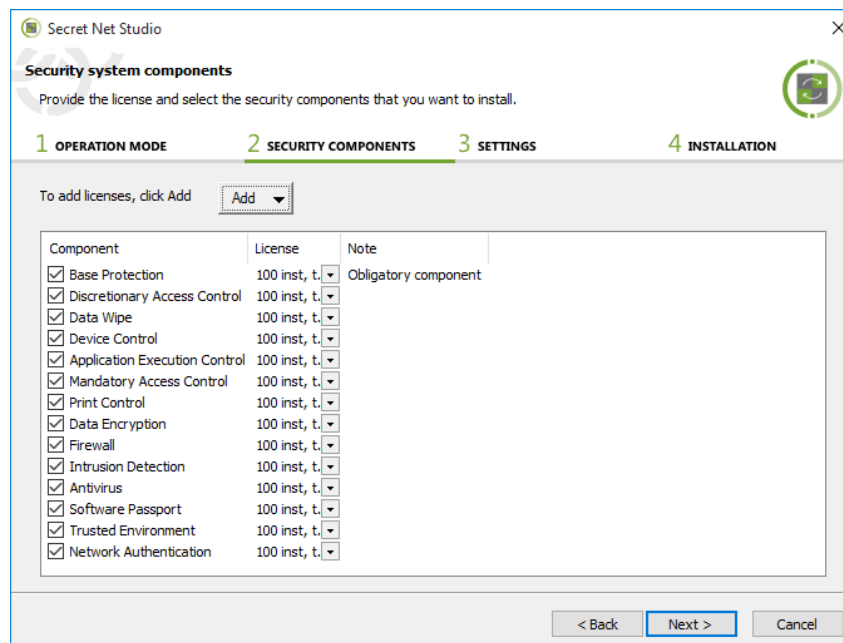 Secret Net Studio
Security system components
Provide the license and select the security components that you want to install.
1 OPERATION MODE 2 SECURITY COMPONENTS 3 SETTINGS 4 INSTALLATION
To add licenses, click Add Add
Component License Note
Base Protection 100 inst, t. Obligatory component
Discretionary Access Control 100 inst, t.
Data Wipe 100 inst, t.
Device Control 100 inst, t.
Application Execution Control 100 inst, t.
Mandatory Access Control 100 inst, t.
Print Control 100 inst, t.
Data Encryption 100 inst, t.
Firewall 100 inst, t.
Intrusion Detection 100 inst, t.
Antivirus 100 inst, t.
Software Passport 100 inst, t.
Trusted Environment 100 inst, t.
Network Authentication 100 inst, t.
< Back Next > Cancel